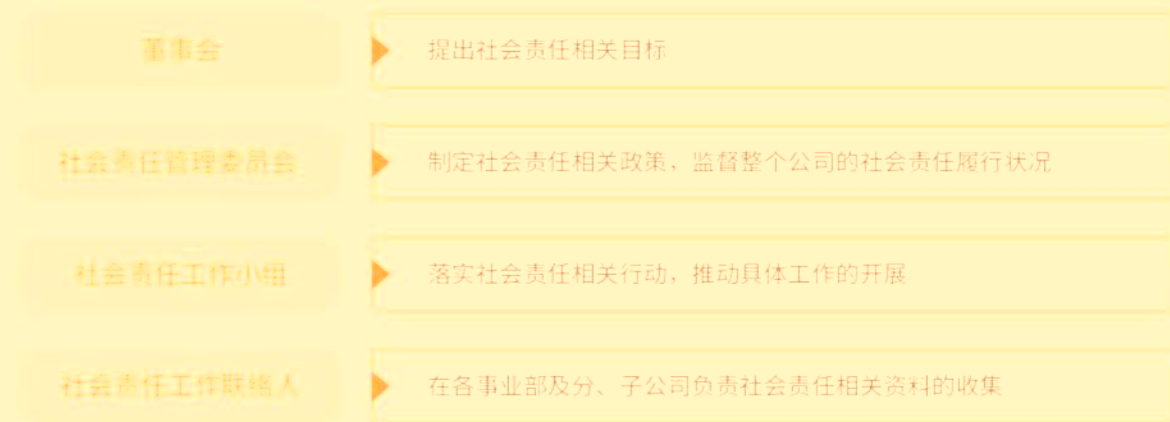 董事会
提出社会责任相关目标
社会责任管理委员会
制定社会责任相关政策，监督整个公司的社会责任履行状况
社会责任工作小组
落实社会责任相关行动，推动具体工作的开展
社会责任工作联络人
在各事业部及分、子公司负责社会责任相关资料的收集